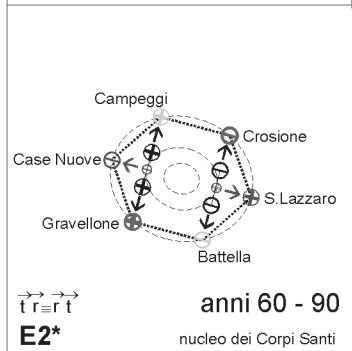 Campeggi
Crosione
Case Nuove
S.Lazzaro
Gravellone
Battella
t r≡r t
anni 60 - 90
E2*
nucleo dei Corpi Santi